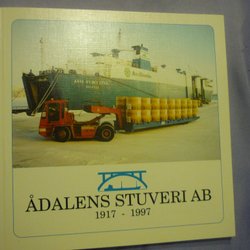 ÅDALENS STUVERI AB
1917 - 1997